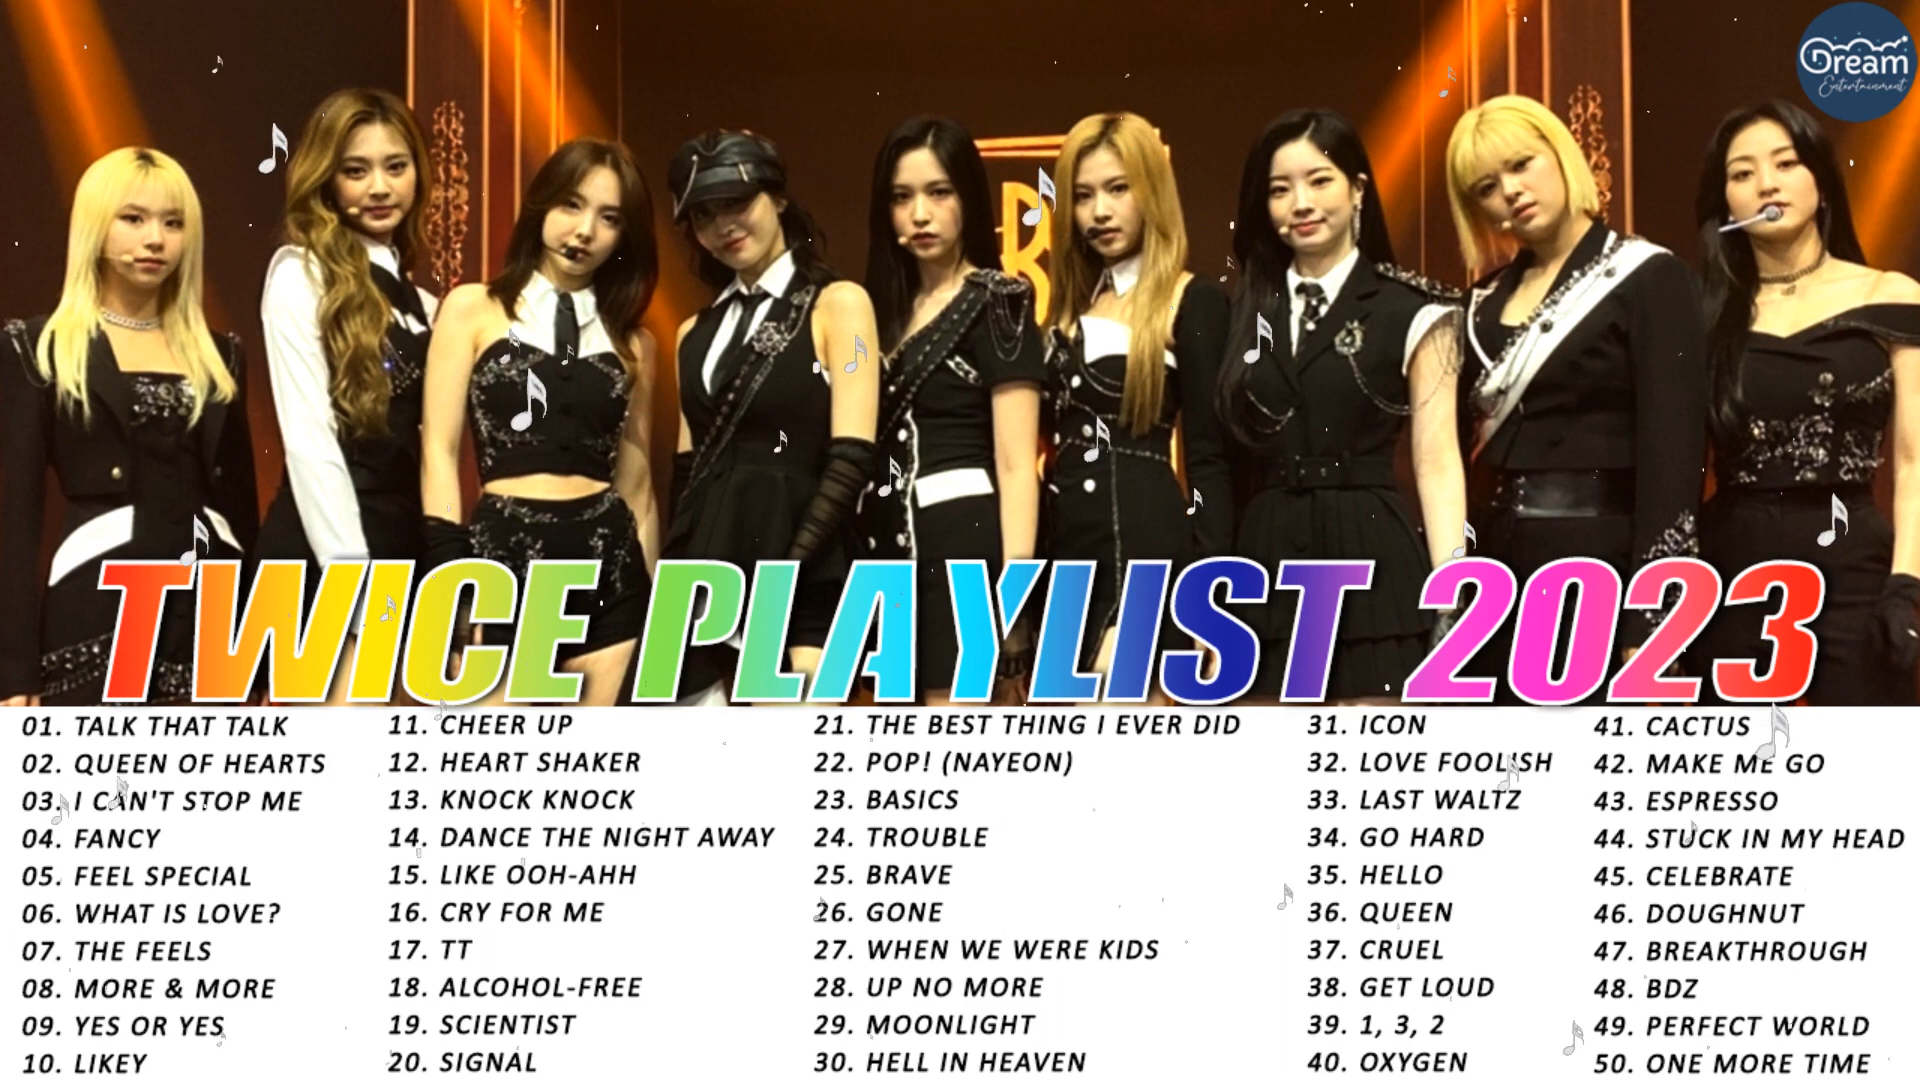 Dream
Entertainment
TWICE PLAYLIST 2023
01. TALK THAT TALK
02. QUEEN OF HEARTS
03. I CAN'T STOP ME
04. FANCY
05. FEEL SPECIAL
06. WHAT IS LOVE?
07. THE FEELS
08. MORE & MORE
09. YES OR YES
10. LIKEY
11. CHEER UP
12. HEART SHAKER
13. KNOCK KNOCK
14. DANCE THE NIGHT AWAY
15. LIKE OOH-AHH
16. CRY FOR ME
17. TT
18. ALCOHOL-FREE
19. SCIENTIST
20. SIGNAL
21. THE BEST THING I EVER DID
22. POP! (NAYEON)
23. BASICS
24. TROUBLE
25. BRAVE
26. GONE
27. WHEN WE WERE KIDS
28. UP NO MORE
29. MOONLIGHT
30. HELL IN HEAVEN
31. ICON
32. LOVE FOOLISH
33. LAST WALTZ
34. GO HARD
35. HELLO
36. QUEEN
37. CRUEL
38. GET LOUD
39. 1, 3, 2
40. OXYGEN
41. CACTUS
42. MAKE ME GO
43. ESPRESSO
44. STUCK IN MY HEAD
45. CELEBRATE
46. DOUGHNUT
47. BREAKTHROUGH
48. BDZ
49. PERFECT WORLD
50. ONE MORE TIME